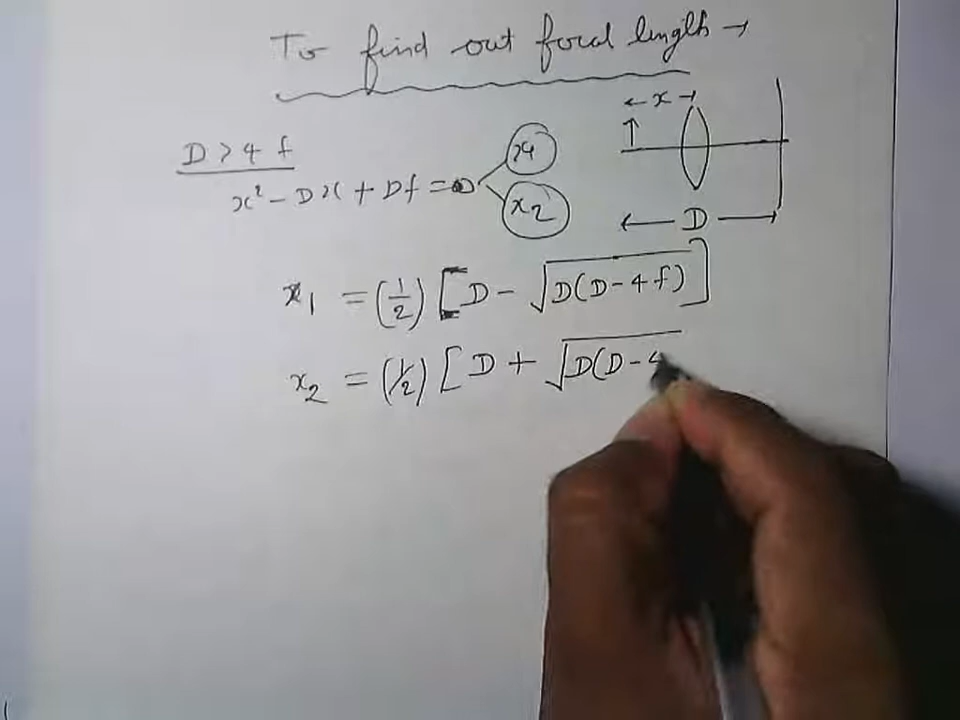 To find out focal length →
← x →
D > 4 f
x² - Dx + Df = 0
x1
x2
← D →
x1 = (1/2) [D - √D(D - 4f)]
x2 = (1/2) [D + √D(D - 4